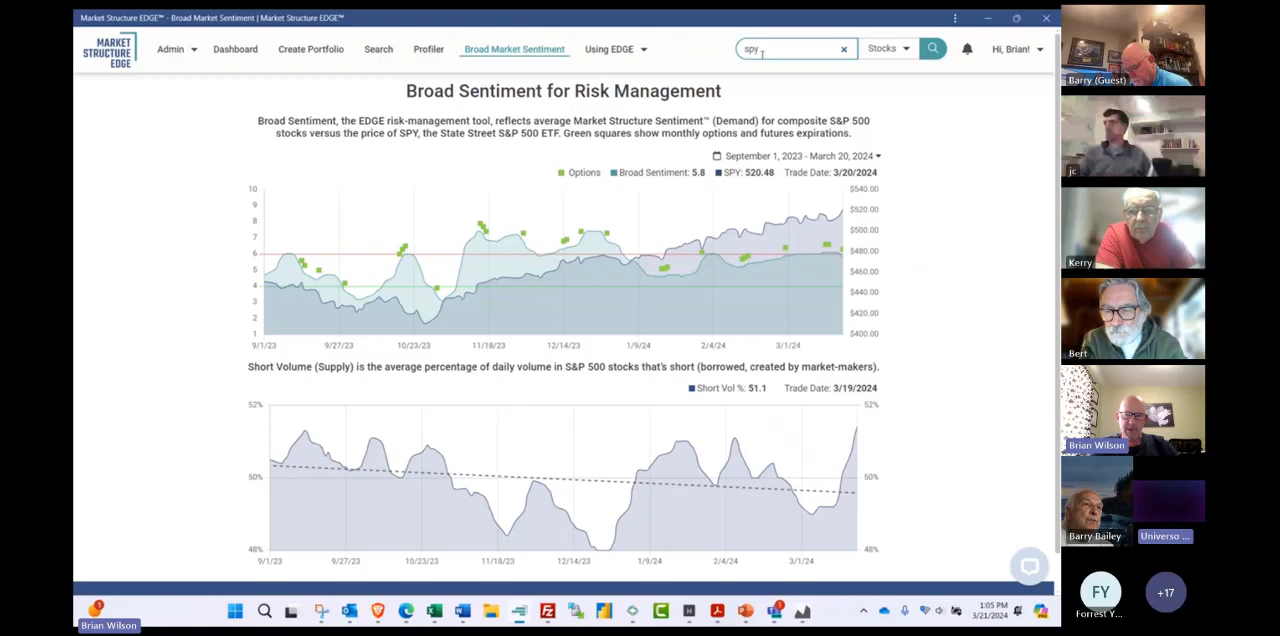 Market Structure EDGE™ - Broad Market Sentiment | Market Structure EDGE™
MARKET
STRUCTURE
EDGE
Admin
Dashboard
Create Portfolio
Search
Profiler
Broad Market Sentiment
Using EDGE
spy
Stocks
Hi, Brian!
Broad Sentiment for Risk Management
Broad Sentiment, the EDGE risk-management tool, reflects average Market Structure Sentiment™ (Demand) for composite S&P 500
stocks versus the price of SPY, the State Street S&P 500 ETF. Green squares show monthly options and futures expirations.
September 1, 2023 - March 20, 2024
Options
Broad Sentiment: 5.8
SPY: 520.48
Trade Date: 3/20/2024
10
9
8
7
6
5
4
3
2
1
$540.00
$520.00
$500.00
$480.00
$460.00
$440.00
$420.00
$400.00
9/1/23 9/27/23 10/23/23 11/18/23 12/14/23 1/9/24 2/4/24 3/1/24
Short Volume (Supply) is the average percentage of daily volume in S&P 500 stocks that's short (borrowed, created by market-makers).
Short Vol %: 51.1
Trade Date: 3/19/2024
52%
50%
48%
52%
50%
48%
9/1/23 9/27/23 10/23/23 11/18/23 12/14/23 1/9/24 2/4/24 3/1/24
1:05 PM
3/21/2024
Brian Wilson
Barry (Guest)
jc
Kerry
Bert
Brian Wilson
Barry Bailey
Universo ...
FY
Forrest Y...
+17